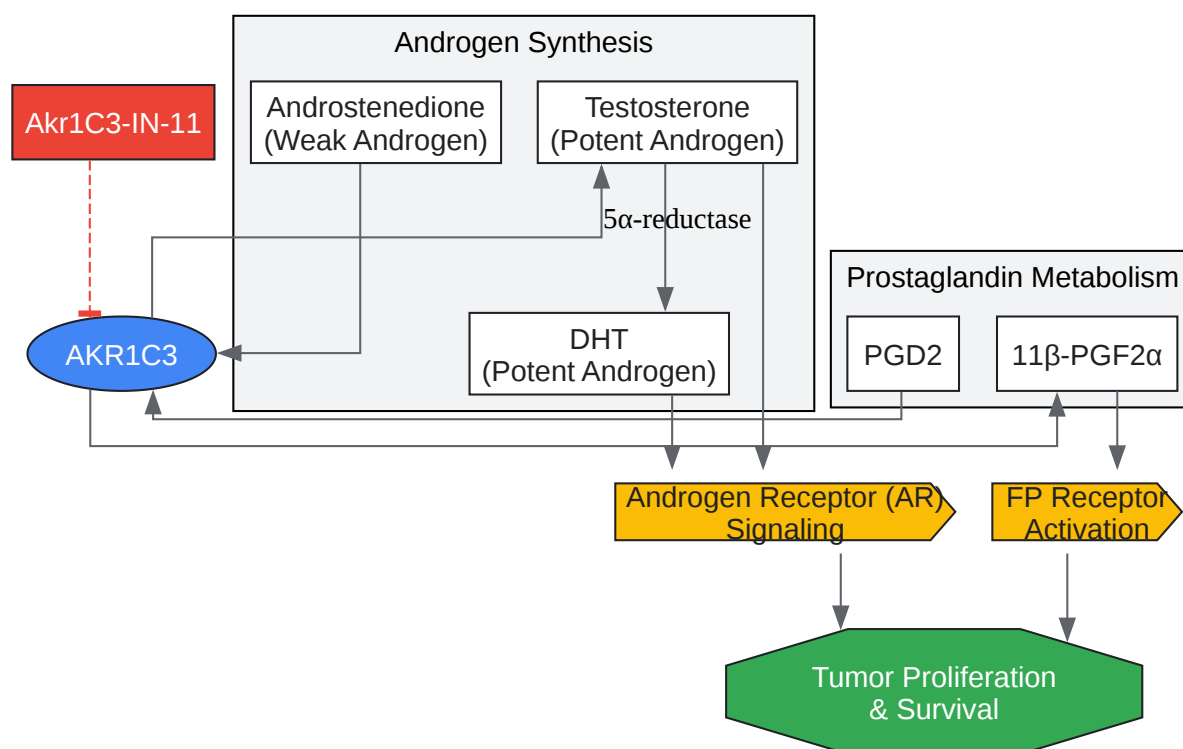 Androgen Synthesis
Akr1C3-IN-11
Androstenedione
(Weak Androgen)
Testosterone
(Potent Androgen)
5α-reductase
Prostaglandin Metabolism
AKR1C3
DHT
(Potent Androgen)
PGD2
11β-PGF2α
Androgen Receptor (AR)
Signaling
FP Receptor
Activation
Tumor Proliferation
& Survival